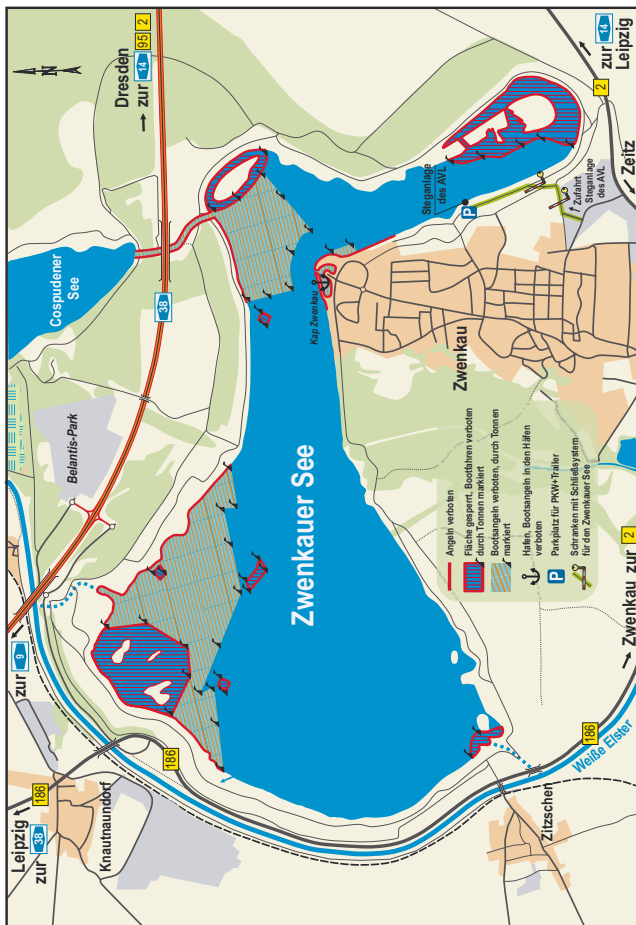 Leipzig
zur 38
186
Knautnaundorf
zur 9
Belantis-Park
Cospudener
See
38
Dresden
zur 14 95 2
N
186
Zwenkauer See
Kap Zwenkau
Steganlage
des AVL
P
Zufahrt
Steganlage
des AVL
zur 14
Leipzig
2
Zeitz
Zwenkau
Zitzschen
186
Weiße Elster
Zwenkau zur 2
Angeln verboten
Fläche gesperrt, Bootfahren verboten
durch Tonnen markiert
Bootsangeln verboten, durch Tonnen
markiert
Hafen, Bootsangeln in den Häfen
verboten
P Parkplatz für PKW+Trailer
Schranken mit Schließsystem
für den Zwenkauer See